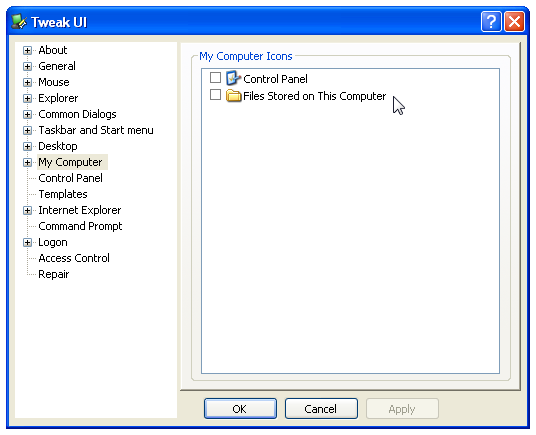 Tweak UI
About
General
Mouse
Explorer
Common Dialogs
Taskbar and Start menu
Desktop
My Computer
Control Panel
Templates
Internet Explorer
Command Prompt
Logon
Access Control
Repair
My Computer Icons
Control Panel
Files Stored on This Computer
OK
Cancel
Apply